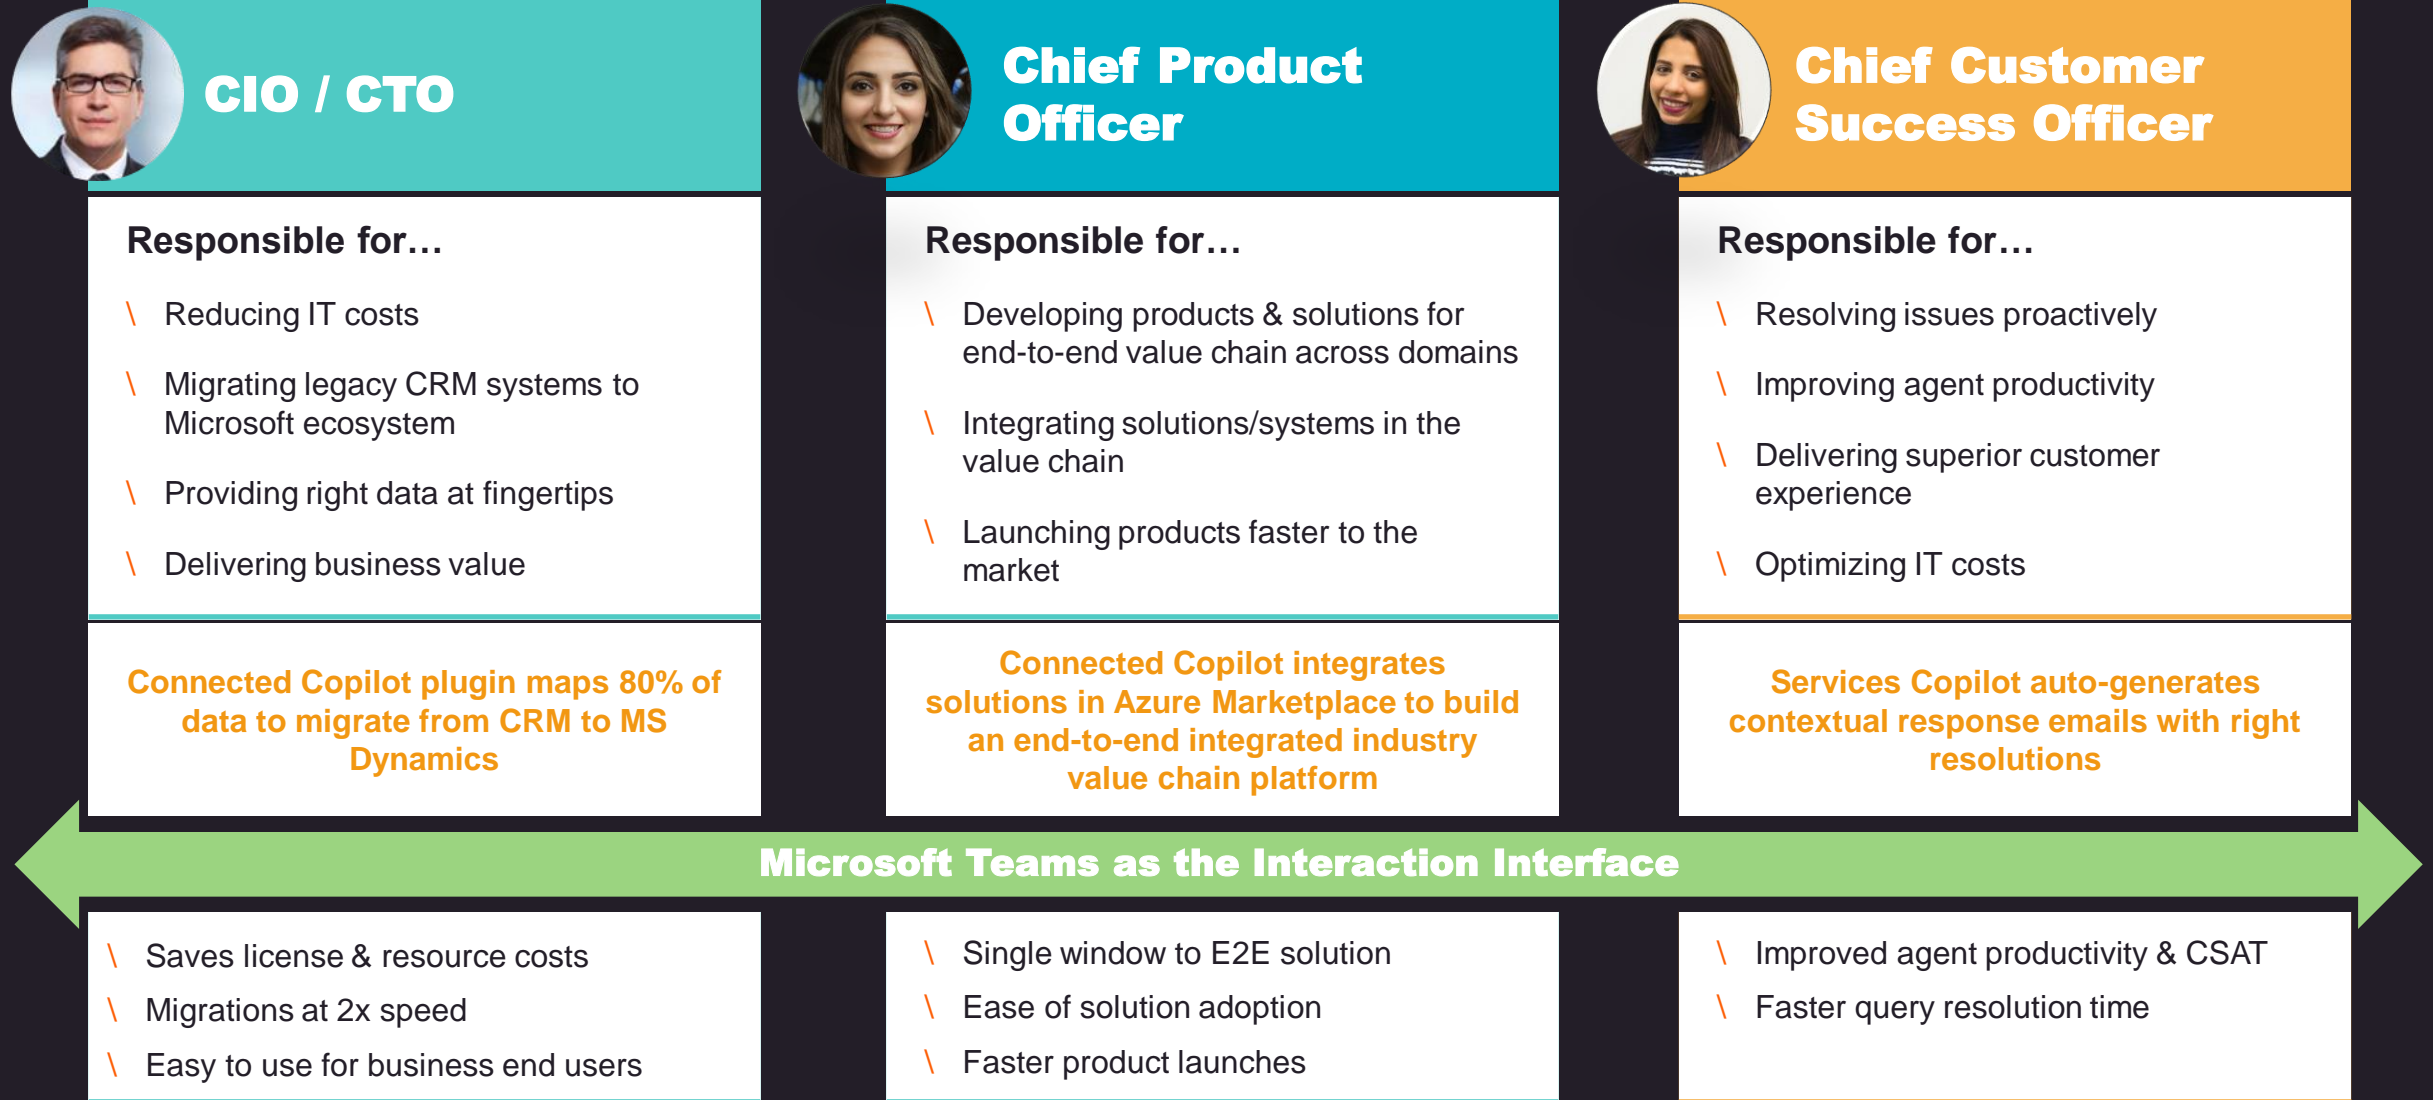 CIO / CTO
Responsible for…
\ Reducing IT costs
\ Migrating legacy CRM systems to
Microsoft ecosystem
\ Providing right data at fingertips
\ Delivering business value
Connected Copilot plugin maps 80% of
data to migrate from CRM to MS
Dynamics
Chief Product
Officer
Responsible for…
\ Developing products & solutions for
end-to-end value chain across domains
\ Integrating solutions/systems in the
value chain
\ Launching products faster to the
market
Connected Copilot integrates
solutions in Azure Marketplace to build
an end-to-end integrated industry
value chain platform
Chief Customer
Success Officer
Responsible for…
\ Resolving issues proactively
\ Improving agent productivity
\ Delivering superior customer
experience
\ Optimizing IT costs
Services Copilot auto-generates
contextual response emails with right
resolutions
Microsoft Teams as the Interaction Interface
\ Saves license & resource costs
\ Migrations at 2x speed
\ Easy to use for business end users
\ Single window to E2E solution
\ Ease of solution adoption
\ Faster product launches
\ Improved agent productivity & CSAT
\ Faster query resolution time